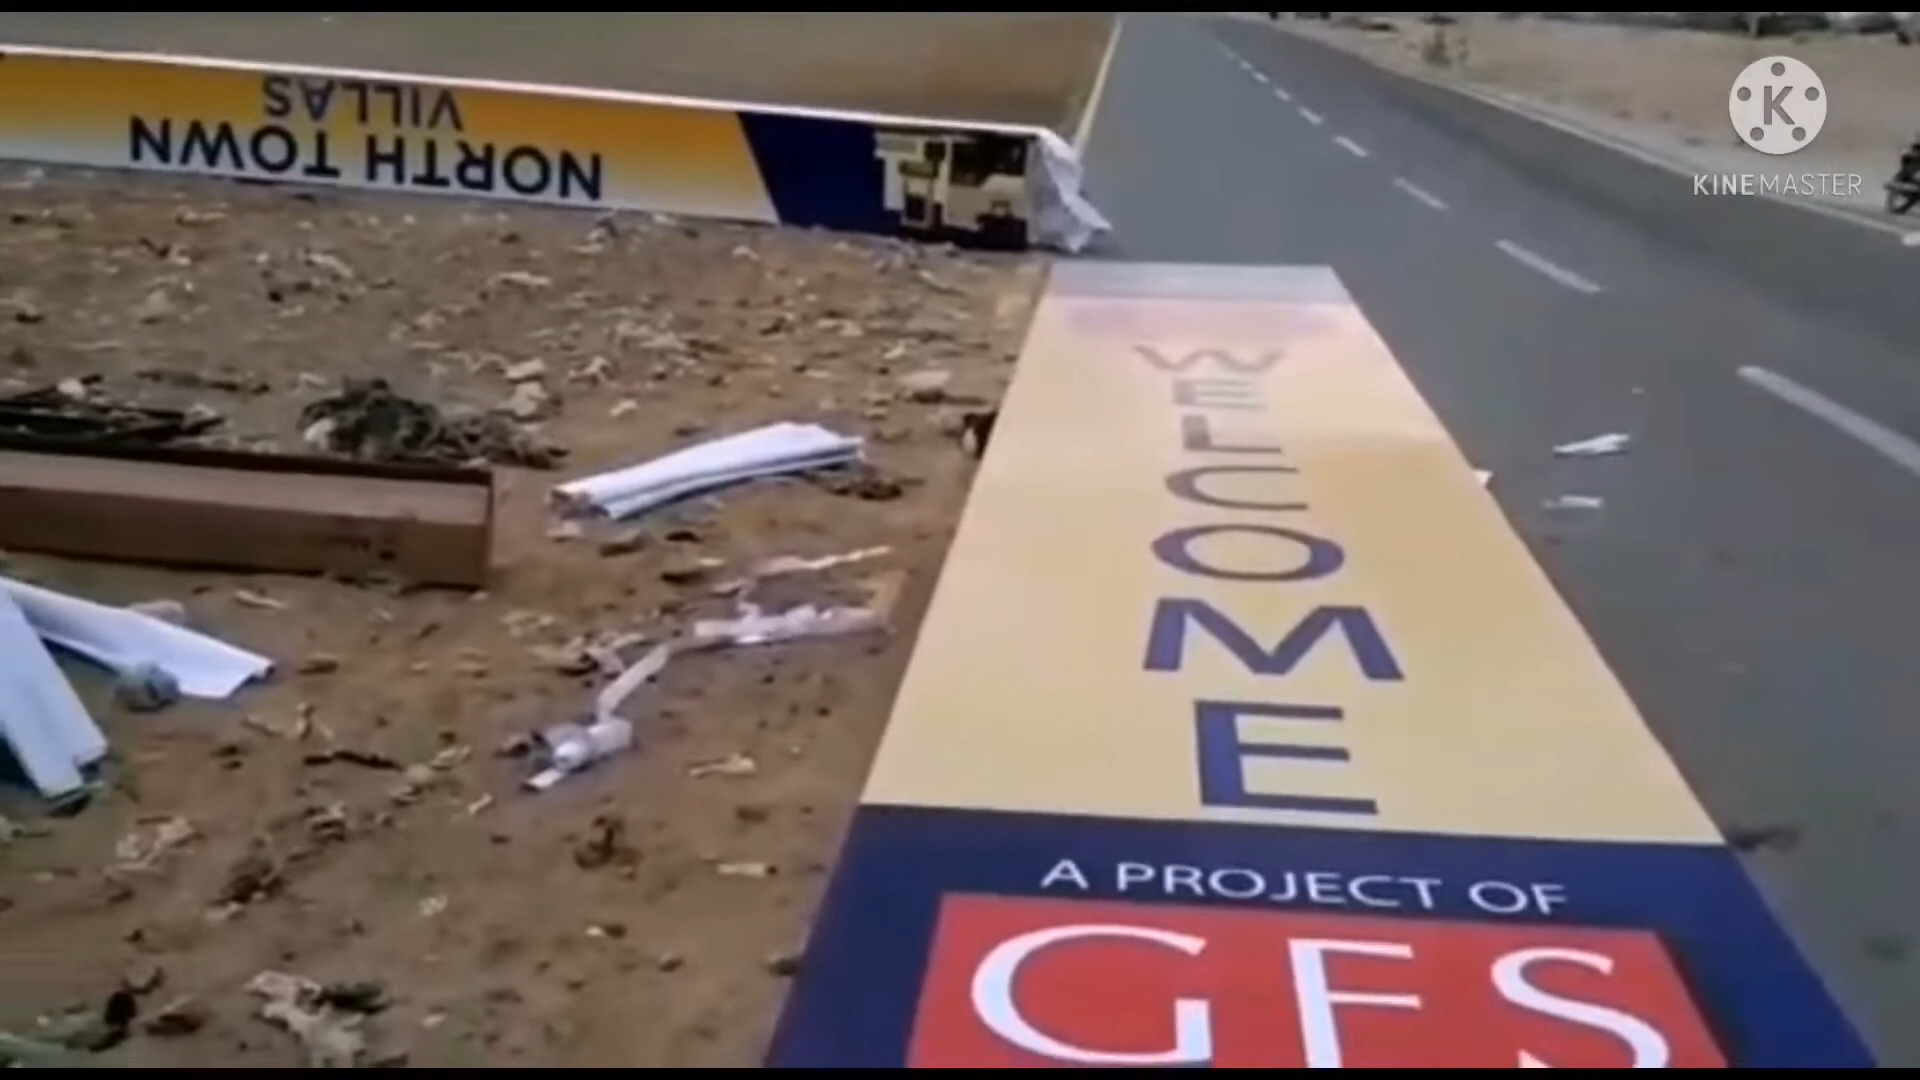 NORTH TOWN
VILLAS
KINEMASTER
WELCOME
A PROJECT OF
GFS